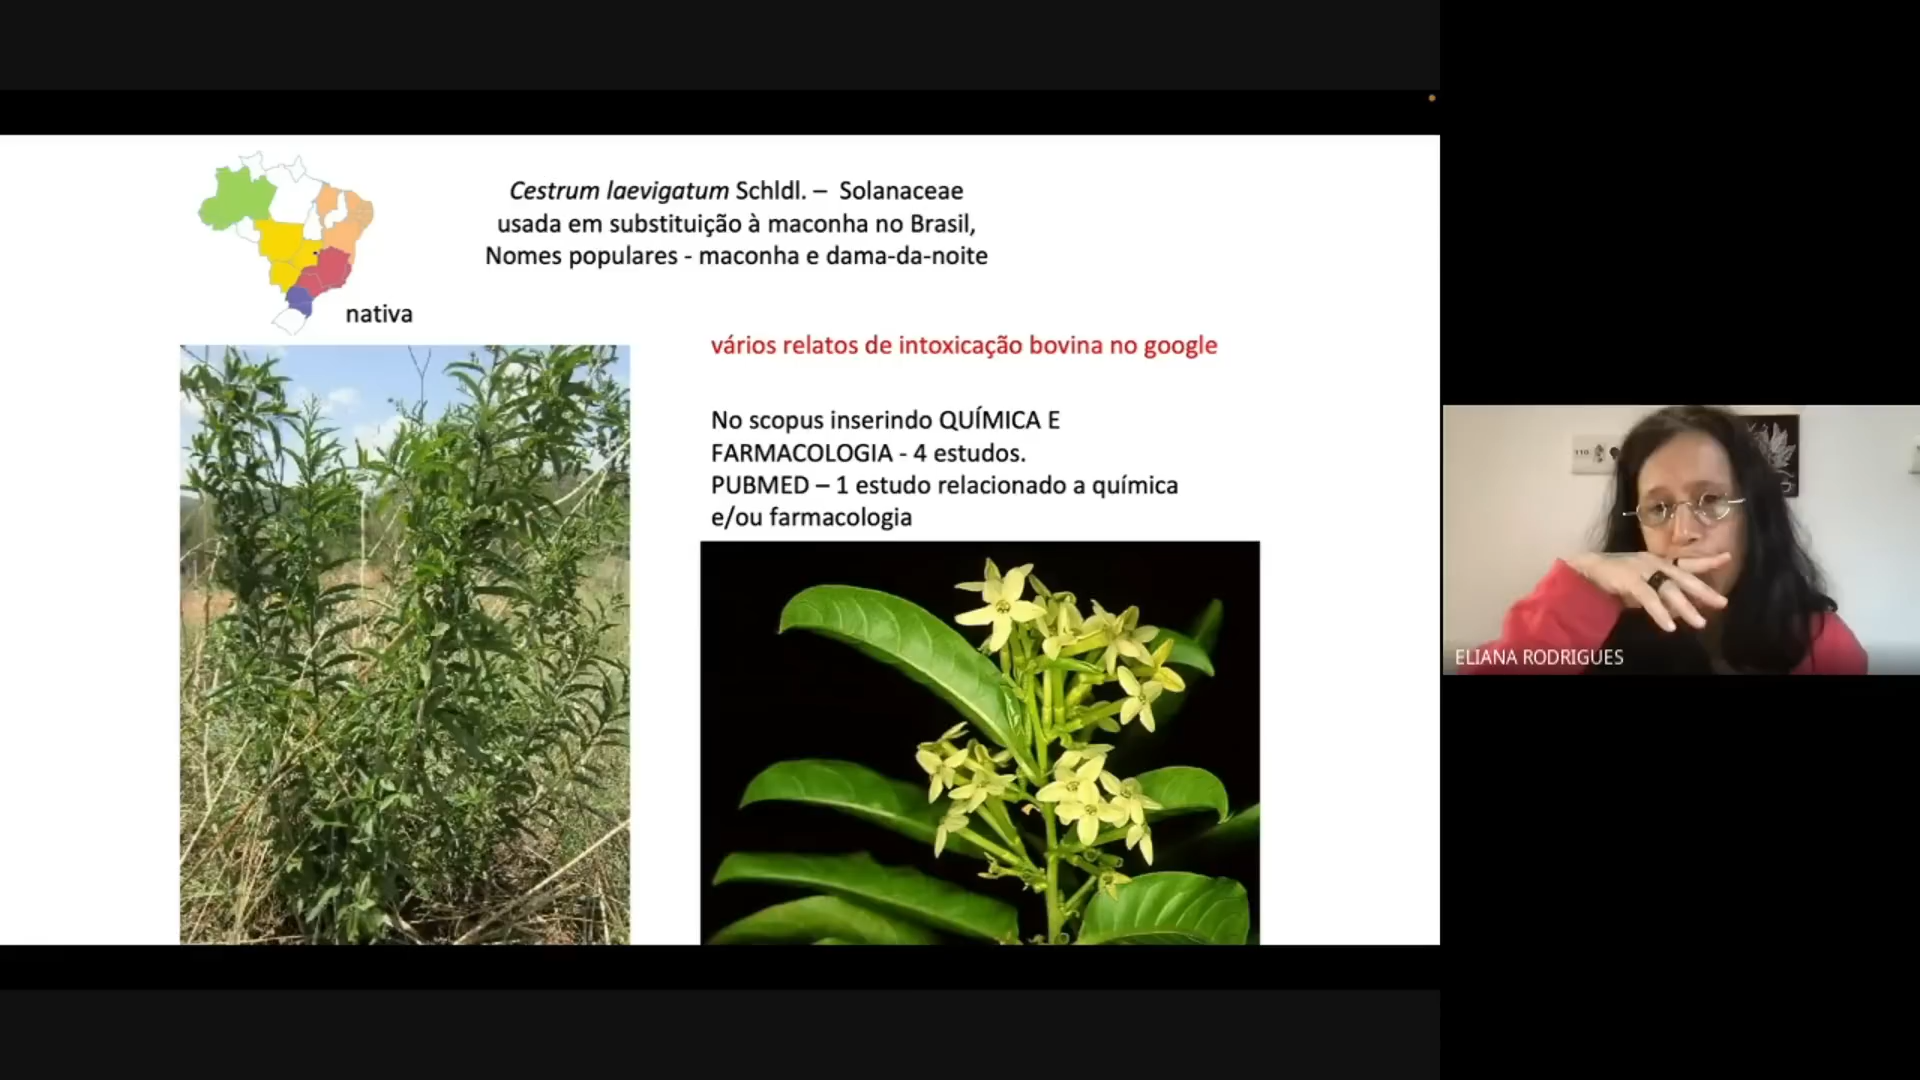 Cestrum laevigatum Schldl. – Solanaceae
usada em substituição à maconha no Brasil,
Nomes populares - maconha e dama-da-noite
nativa
vários relatos de intoxicação bovina no google
No scopus inserindo QUÍMICA E
FARMACOLOGIA - 4 estudos.
PUBMED – 1 estudo relacionado a química
e/ou farmacologia
110
ELIANA RODRIGUES